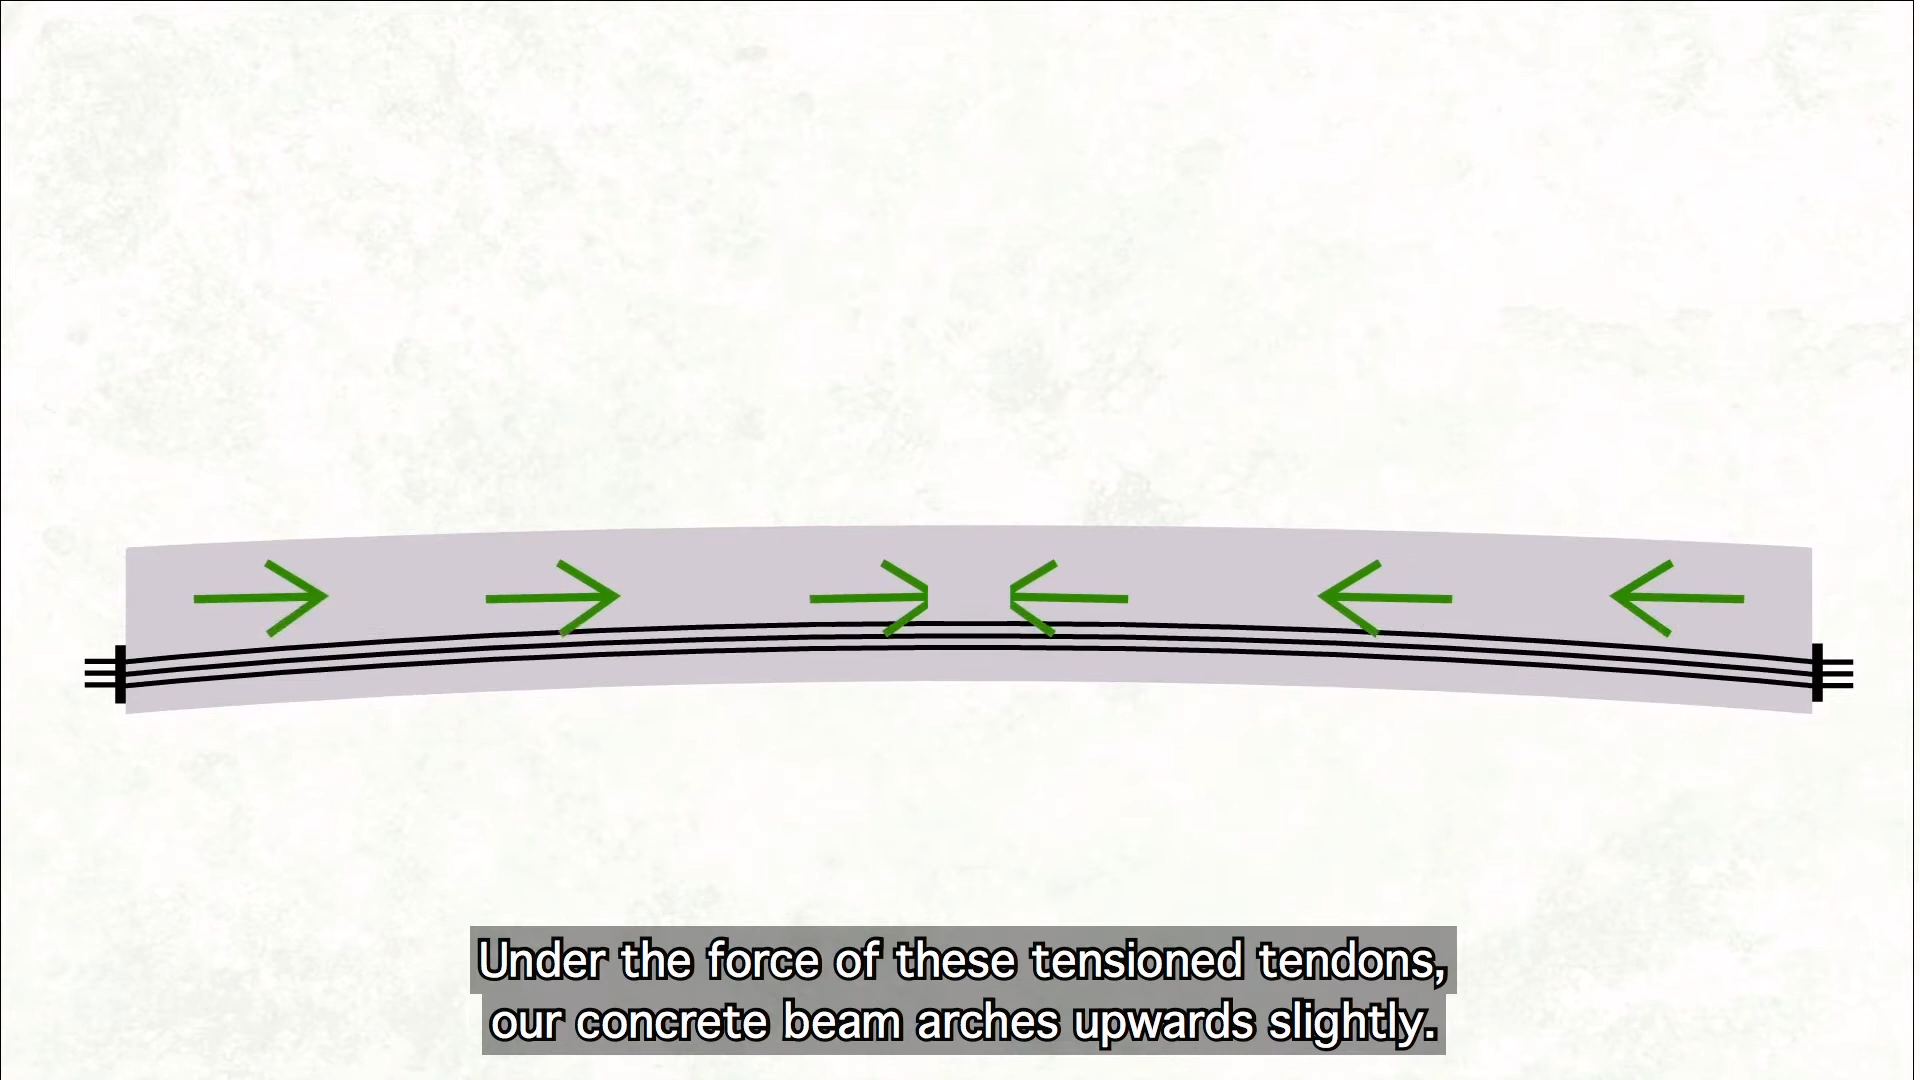 Under the force of these tensioned tendons,
our concrete beam arches upwards slightly.